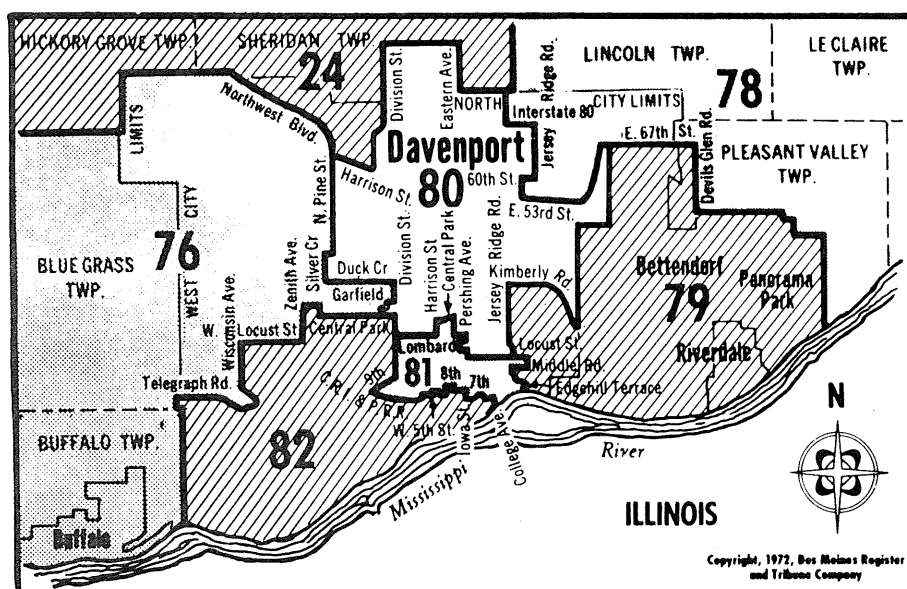 HICKORY GROVE TWP.
SHERIDAN TWP.
24
Division St.
Eastern Ave.
NORTH
Jersey Ridge Rd.
LINCOLN TWP.
LE CLAIRE
TWP.
78
Interstate 80
CITY LIMITS
LIMITS
Northwest Blvd.
Davenport
80
E. 67th St.
Devils Glen Rd.
PLEASANT VALLEY
TWP.
Harrison St.
60th St.
N. Pine St.
E. 53rd St.
WEST CITY
76
BLUE GRASS
TWP.
Zenith Ave.
Silver Cr
Duck Cr
Garfield
Division St.
Harrison St
Central Park
Pershing Ave.
Jersey Ridge Rd.
Kimberly Rd.
Bettendorf
79
Panorama
Park
W. Locust St.
Wisconsin Ave.
Central Park
Lombard
81
Locust St.
Middle Rd.
Riverdale
Telegraph Rd.
C. R. I. & P. R.R.
9th
8th
7th
Edgehill Terrace
W. 5th St.
Iowa St.
College Ave.
BUFFALO TWP.
82
Buffalo
Mississippi
River
N
ILLINOIS
Copyright, 1972, Des Moines Register
and Tribune Company